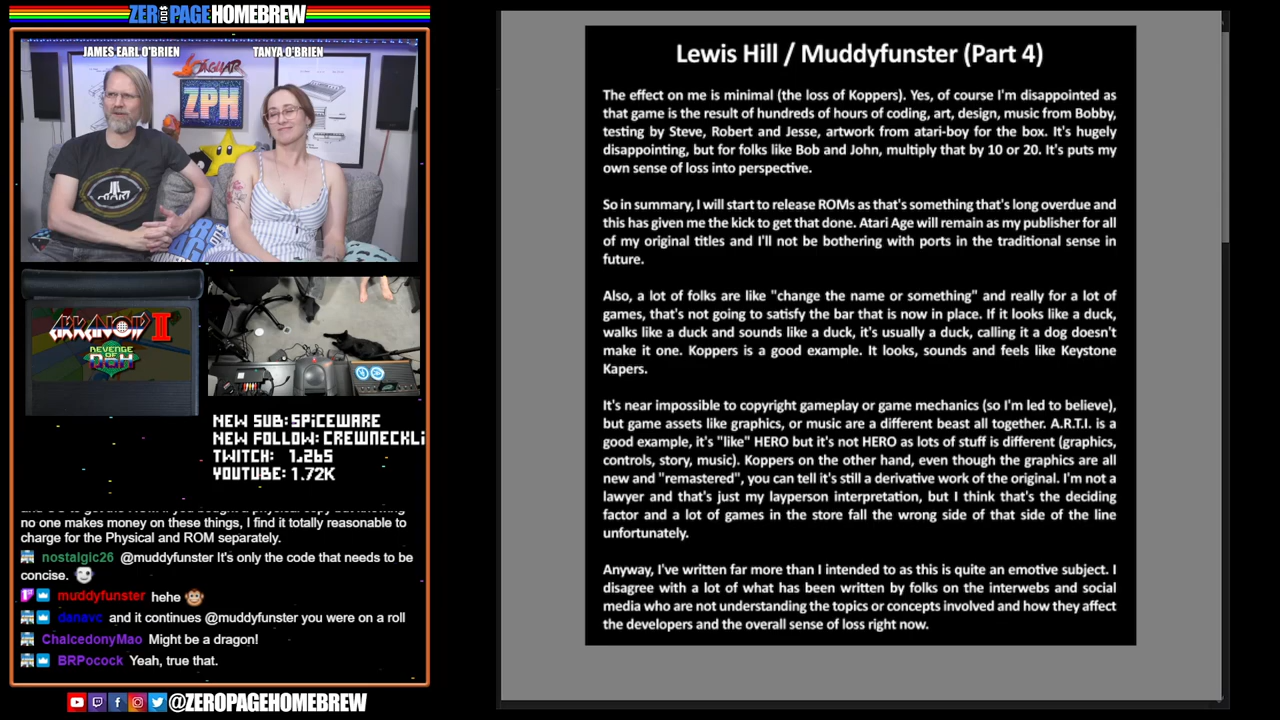 ZEROPAGE HOMEBREW
JAMES EARL O'BRIEN
TANYA O'BRIEN
JAGUAR
ZPH
ATARI
ARKANOID II
REVENGE OF DOH
NEW SUB: SPICEWARE
NEW FOLLOW: CREWNECKLI
TWITCH: 1,265
YOUTUBE: 1.72K
no one makes money on these things, I find it totally reasonable to
charge for the Physical and ROM separately.
nostalgic26 @muddyfunster It's only the code that needs to be
concise.
muddyfunster hehe
danavc and it continues @muddyfunster you were on a roll
ChalcedonyMao Might be a dragon!
BRPocock Yeah, true that.
@ZEROPAGEHOMEBREW
Lewis Hill / Muddyfunster (Part 4)
The effect on me is minimal (the loss of Koppers). Yes, of course I'm disappointed as
that game is the result of hundreds of hours of coding, art, design, music from Bobby,
testing by Steve, Robert and Jesse, artwork from atari-boy for the box. It's hugely
disappointing, but for folks like Bob and John, multiply that by 10 or 20. It's puts my
own sense of loss into perspective.
So in summary, I will start to release ROMs as that's something that's long overdue and
this has given me the kick to get that done. Atari Age will remain as my publisher for all
of my original titles and I'll not be bothering with ports in the traditional sense in
future.
Also, a lot of folks are like "change the name or something" and really for a lot of
games, that's not going to satisfy the bar that is now in place. If it looks like a duck,
walks like a duck and sounds like a duck, it's usually a duck, calling it a dog doesn't
make it one. Koppers is a good example. It looks, sounds and feels like Keystone
Kapers.
It's near impossible to copyright gameplay or game mechanics (so I'm led to believe),
but game assets like graphics, or music are a different beast all together. A.R.T.I. is a
good example, it's "like" HERO but it's not HERO as lots of stuff is different (graphics,
controls, story, music). Koppers on the other hand, even though the graphics are all
new and "remastered", you can tell it's still a derivative work of the original. I'm not a
lawyer and that's just my layperson interpretation, but I think that's the deciding
factor and a lot of games in the store fall the wrong side of that side of the line
unfortunately.
Anyway, I've written far more than I intended to as this is quite an emotive subject. I
disagree with a lot of what has been written by folks on the interwebs and social
media who are not understanding the topics or concepts involved and how they affect
the developers and the overall sense of loss right now.